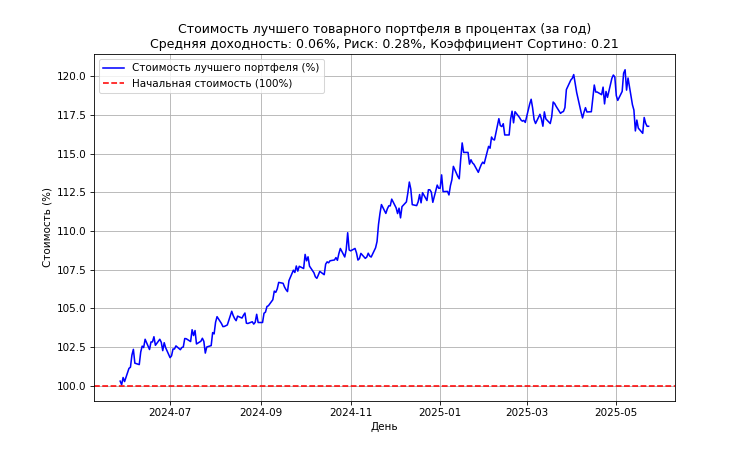 Стоимость лучшего товарного портфеля в процентах (за год)
Средняя доходность: 0.06%, Риск: 0.28%, Коэффициент Сортино: 0.21
Стоимость лучшего портфеля (%)
Начальная стоимость (100%)
Стоимость (%)
120.0
117.5
115.0
112.5
110.0
107.5
105.0
102.5
100.0
2024-07
2024-09
2024-11
2025-01
2025-03
2025-05
День